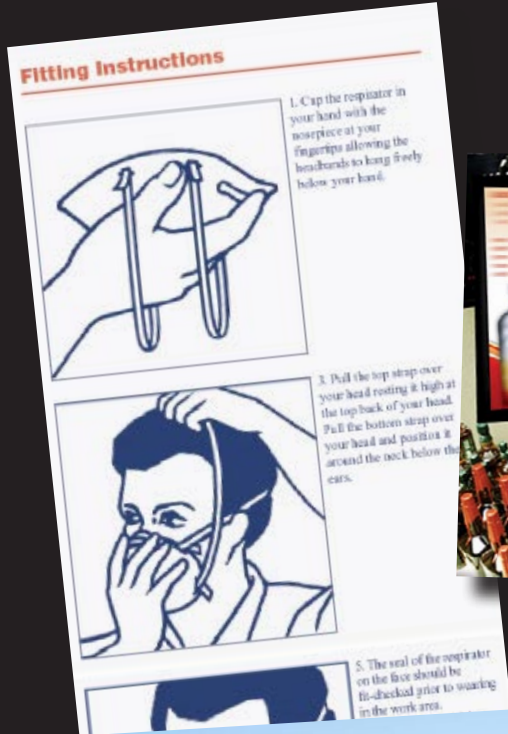 Fitting Instructions
1. Cup the respirator in
your hand with the
nosepiece at your
fingertips allowing the
headbands to hang freely
below your hand.
3. Pull the top strap over
your head resting it high at
the top back of your head.
Pull the bottom strap over
your head and position it
around the neck below the
ears.
5. The seal of the respirator
on the face should be
fit-checked prior to wearing
in the work area.